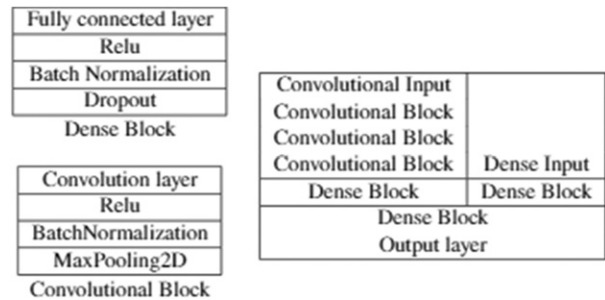 Fully connected layer
Relu
Batch Normalization
Dropout
Dense Block
Convolution layer
Relu
BatchNormalization
MaxPooling2D
Convolutional Block
Convolutional Input
Convolutional Block
Convolutional Block
Convolutional Block Dense Input
Dense Block Dense Block
Dense Block
Output layer